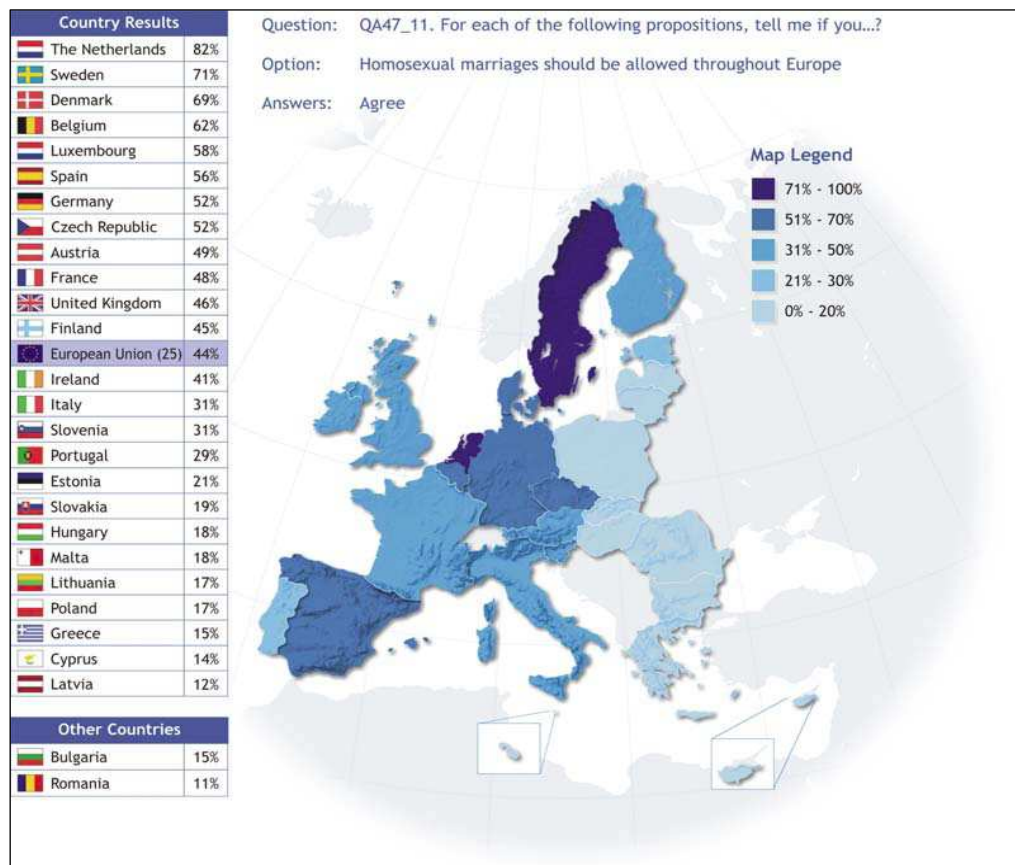 Country Results
The Netherlands 82%
Sweden 71%
Denmark 69%
Belgium 62%
Luxembourg 58%
Spain 56%
Germany 52%
Czech Republic 52%
Austria 49%
France 48%
United Kingdom 46%
Finland 45%
European Union (25) 44%
Ireland 41%
Italy 31%
Slovenia 31%
Portugal 29%
Estonia 21%
Slovakia 19%
Hungary 18%
Malta 18%
Lithuania 17%
Poland 17%
Greece 15%
Cyprus 14%
Latvia 12%
Other Countries
Bulgaria 15%
Romania 11%
Question: QA47_11. For each of the following propositions, tell me if you...?
Option: Homosexual marriages should be allowed throughout Europe
Answers: Agree
Map Legend
71% - 100%
51% - 70%
31% - 50%
21% - 30%
0% - 20%